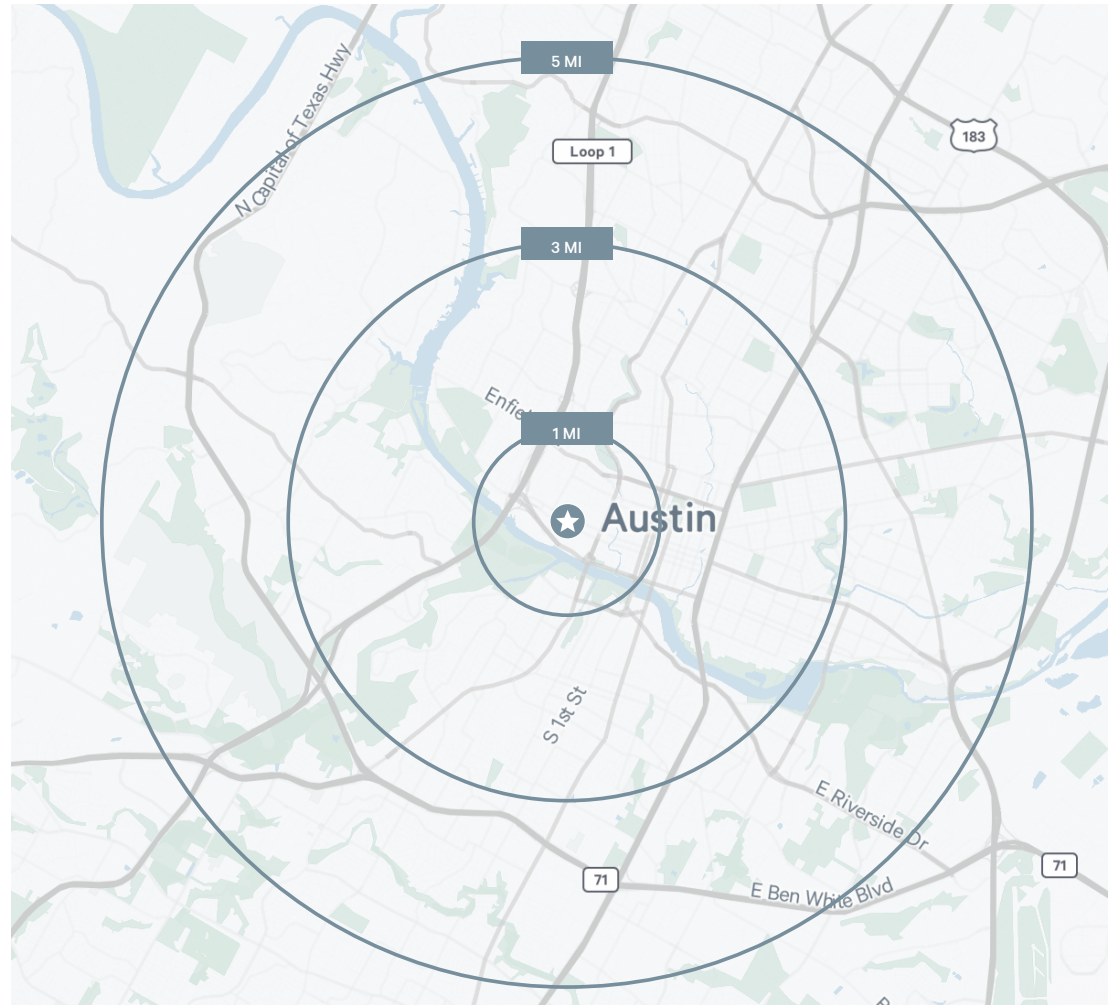 5 MI
N Capital of Texas Hwy
183
Loop 1
3 MI
1 MI
Austin
S 1st St
E Riverside Dr
71
71
E Ben White Blvd